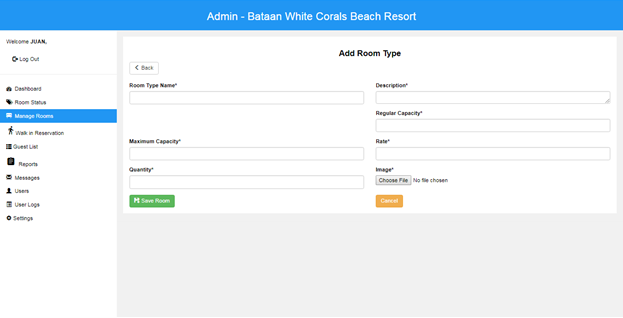 Admin - Bataan White Corals Beach Resort
Welcome JUAN,
Log Out
Dashboard
Room Status
Manage Rooms
Walk in Reservation
Guest List
Reports
Messages
Users
User Logs
Settings
Add Room Type
Back
Room Type Name*
Description*
Regular Capacity*
Maximum Capacity*
Rate*
Quantity*
Image*
Choose File No file chosen
Save Room
Cancel